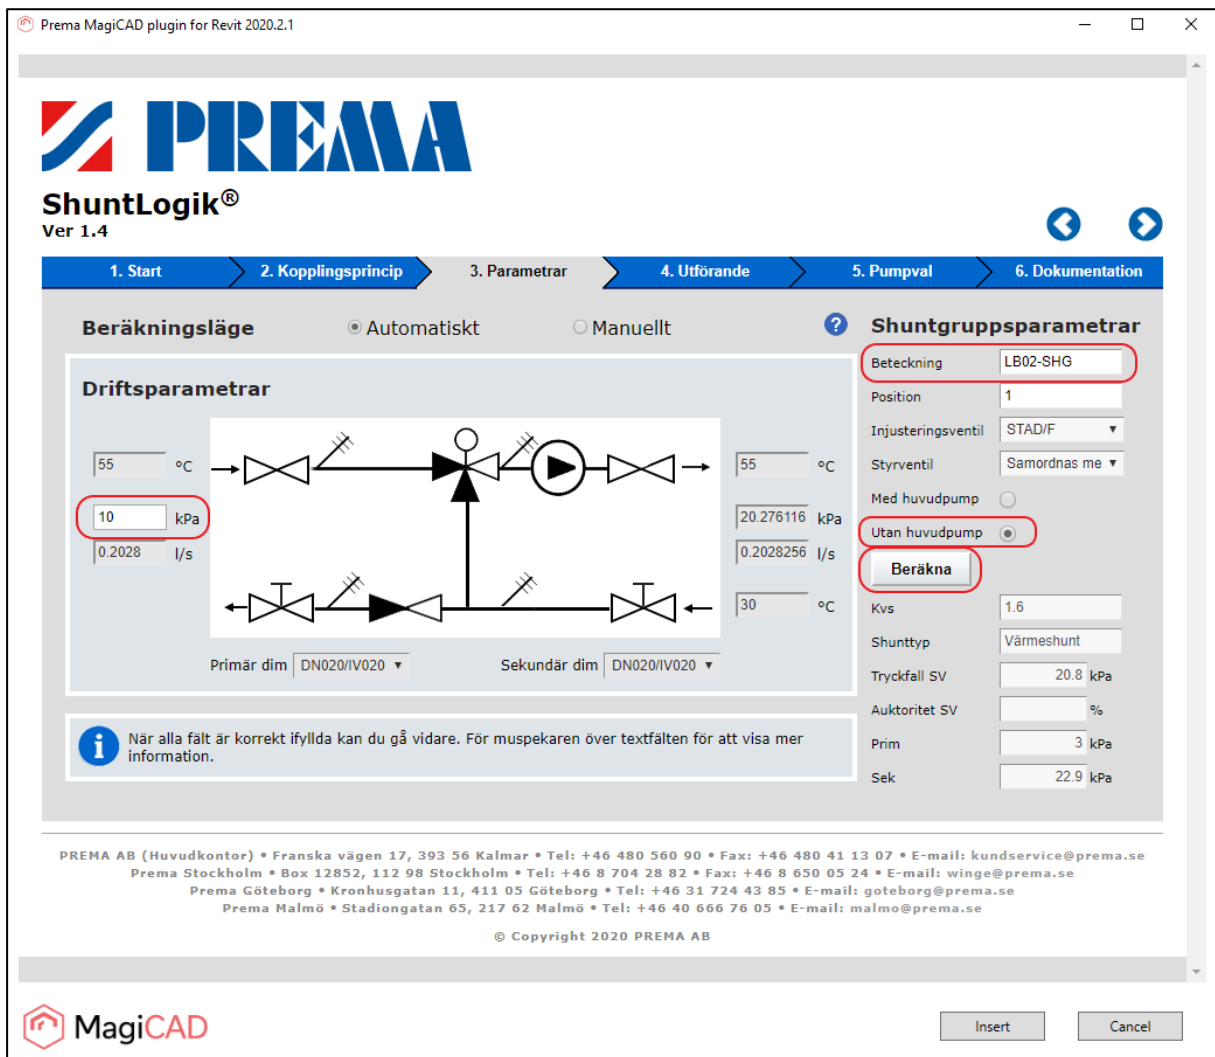 Prema MagiCAD plugin for Revit 2020.2.1
PREMA
ShuntLogik®
Ver 1.4
1. Start
2. Kopplingsprincip
3. Parametrar
4. Utförande
5. Pumpval
6. Dokumentation
Beräkningsläge
Automatiskt
Manuellt
?
Driftsparametrar
55 °C
10 kPa
0.2028 l/s
55 °C
20.276116 kPa
0.2028256 l/s
30 °C
Primär dim DN020/IV020
Sekundär dim DN020/IV020
i
När alla fält är korrekt ifyllda kan du gå vidare. För muspekaren över textfälten för att visa mer
information.
Shuntgruppsparametrar
Beteckning LB02-SHG
Position 1
Injusteringsventil STAD/F
Styrventil Samordnas me
Med huvudpump
Utan huvudpump
Beräkna
Kvs 1.6
Shunttyp Värmeshunt
Tryckfall SV 20.8 kPa
Auktoritet SV %
Prim 3 kPa
Sek 22.9 kPa
PREMA AB (Huvudkontor) • Franska vägen 17, 393 56 Kalmar • Tel: +46 480 560 90 • Fax: +46 480 41 13 07 • E-mail: kundservice@prema.se
Prema Stockholm • Box 12852, 112 98 Stockholm • Tel: +46 8 704 28 82 • Fax: +46 8 650 05 24 • E-mail: winge@prema.se
Prema Göteborg • Kronhusgatan 11, 411 05 Göteborg • Tel: +46 31 724 43 85 • E-mail: goteborg@prema.se
Prema Malmö • Stadiongatan 65, 217 62 Malmö • Tel: +46 40 666 76 05 • E-mail: malmo@prema.se
© Copyright 2020 PREMA AB
MagiCAD
Insert
Cancel